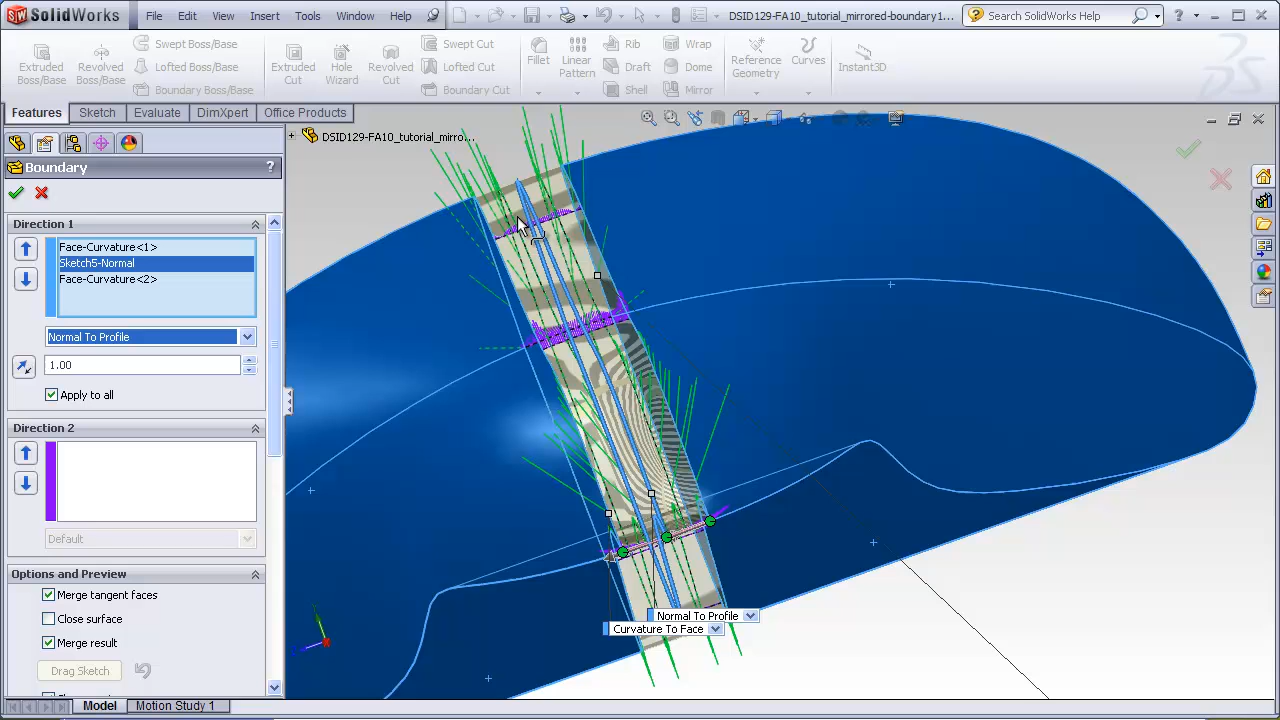 SolidWorks File Edit View Insert Tools Window Help DSID129-FA10_tutorial_mirrored-boundary1... Search SolidWorks Help ?
Extruded Boss/Base
Revolved Boss/Base
Swept Boss/Base
Lofted Boss/Base
Boundary Boss/Base
Extruded Cut
Hole Wizard
Revolved Cut
Swept Cut
Lofted Cut
Boundary Cut
Fillet
Linear Pattern
Rib
Draft
Shell
Wrap
Dome
Mirror
Reference Geometry
Curves
Instant3D
Features Sketch Evaluate DimXpert Office Products
DSID129-FA10_tutorial_mirro...
Boundary ?
Direction 1
Face-Curvature<1>
Sketch5-Normal
Face-Curvature<2>
Normal To Profile
1.00
Apply to all
Direction 2
Default
Options and Preview
Merge tangent faces
Close surface
Merge result
Drag Sketch
Normal To Profile
Curvature To Face
Model Motion Study 1